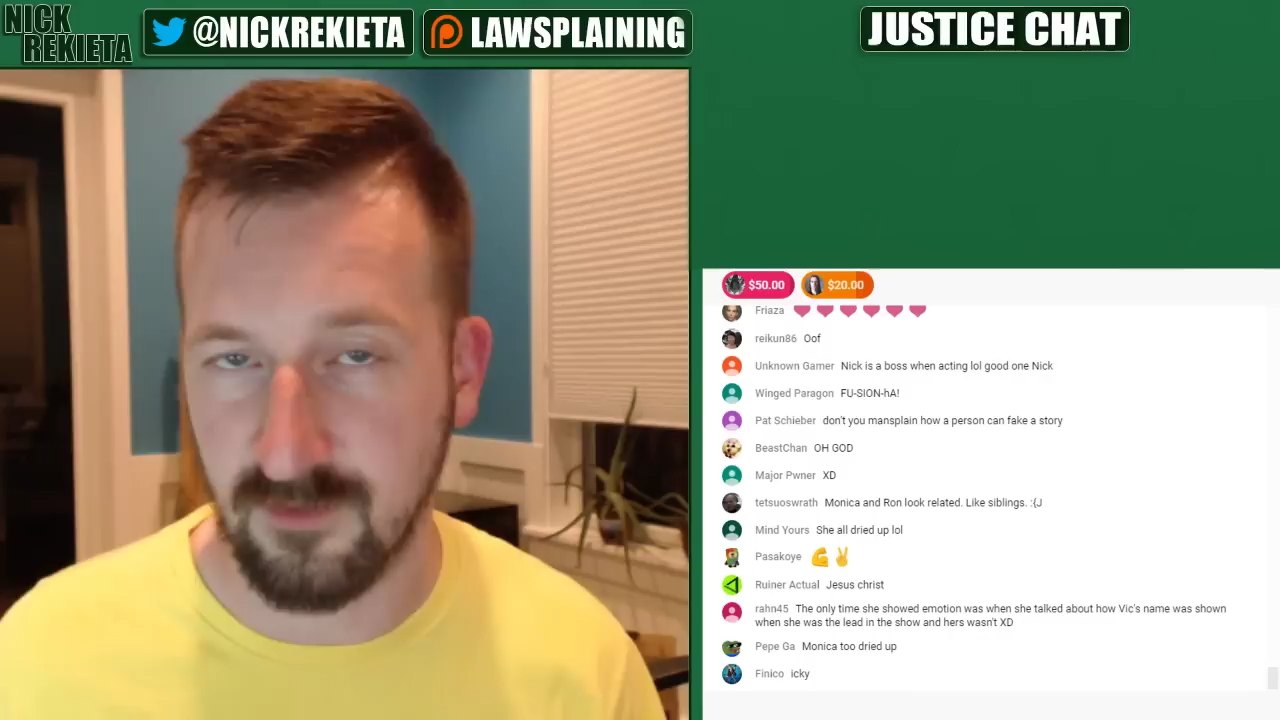 NICK
REKIETA
@NICKREKIETA
LAWSPLAINING
JUSTICE CHAT
$50.00
$20.00
Friaza
reikun86 Oof
Unknown Gamer Nick is a boss when acting lol good one Nick
Winged Paragon FU-SION-hA!
Pat Schieber don't you mansplain how a person can fake a story
BeastChan OH GOD
Major Pwner XD
tetsuoswrath Monica and Ron look related. Like siblings. :{J
Mind Yours She all dried up lol
Pasakoye
Ruiner Actual Jesus christ
rahn45 The only time she showed emotion was when she talked about how Vic's name was shown
when she was the lead in the show and hers wasn't XD
Pepe Ga Monica too dried up
Finico icky